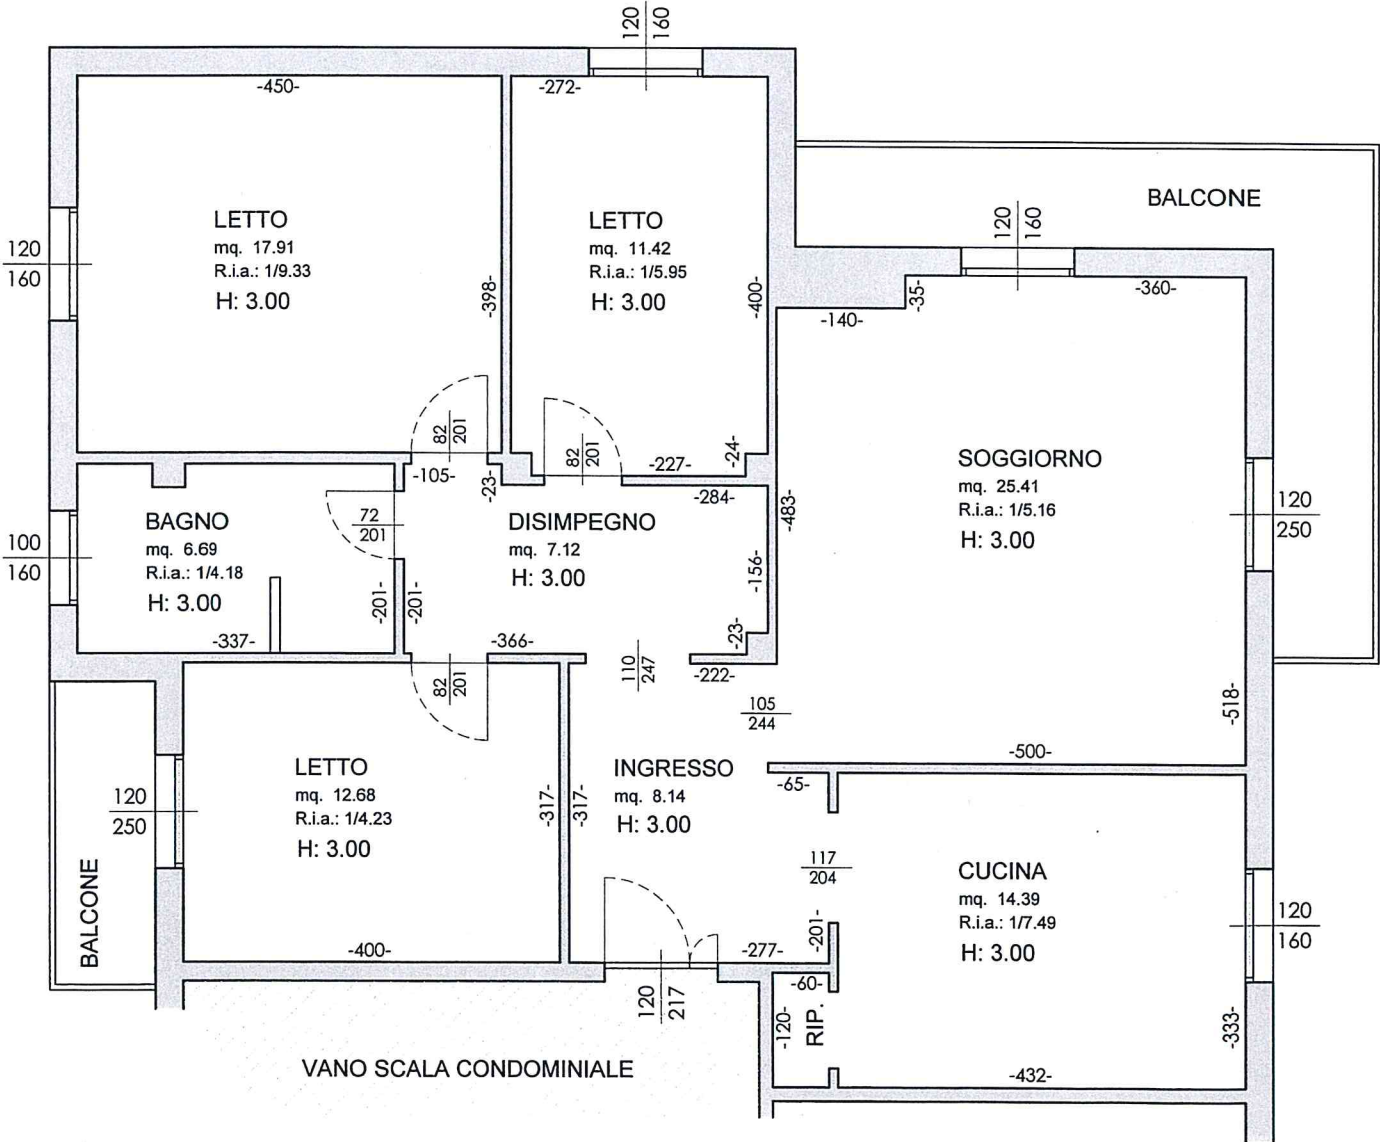 120
160
-450-
-272-
BALCONE
LETTO
mq. 17.91
R.i.a.: 1/9.33
H: 3.00
LETTO
mq. 11.42
R.i.a.: 1/5.95
H: 3.00
120
160
120
160
-398-
-400-
-35-
-360-
-140-
82
201
82
201
-105-
-23-
-227-
-24-
-284-
-483-
SOGGIORNO
mq. 25.41
R.i.a.: 1/5.16
H: 3.00
120
250
BAGNO
mq. 6.69
R.i.a.: 1/4.18
H: 3.00
72
201
DISIMPEGNO
mq. 7.12
H: 3.00
100
160
-156-
-201-
-201-
-23-
-337-
-366-
82
201
110
247
-222-
105
244
-518-
-500-
LETTO
mq. 12.68
R.i.a.: 1/4.23
H: 3.00
120
250
-317-
-317-
INGRESSO
mq. 8.14
H: 3.00
-65-
117
204
CUCINA
mq. 14.39
R.i.a.: 1/7.49
H: 3.00
120
160
BALCONE
-400-
-201-
-277-
120
217
-60-
-120-
RIP.
-333-
-432-
VANO SCALA CONDOMINIALE